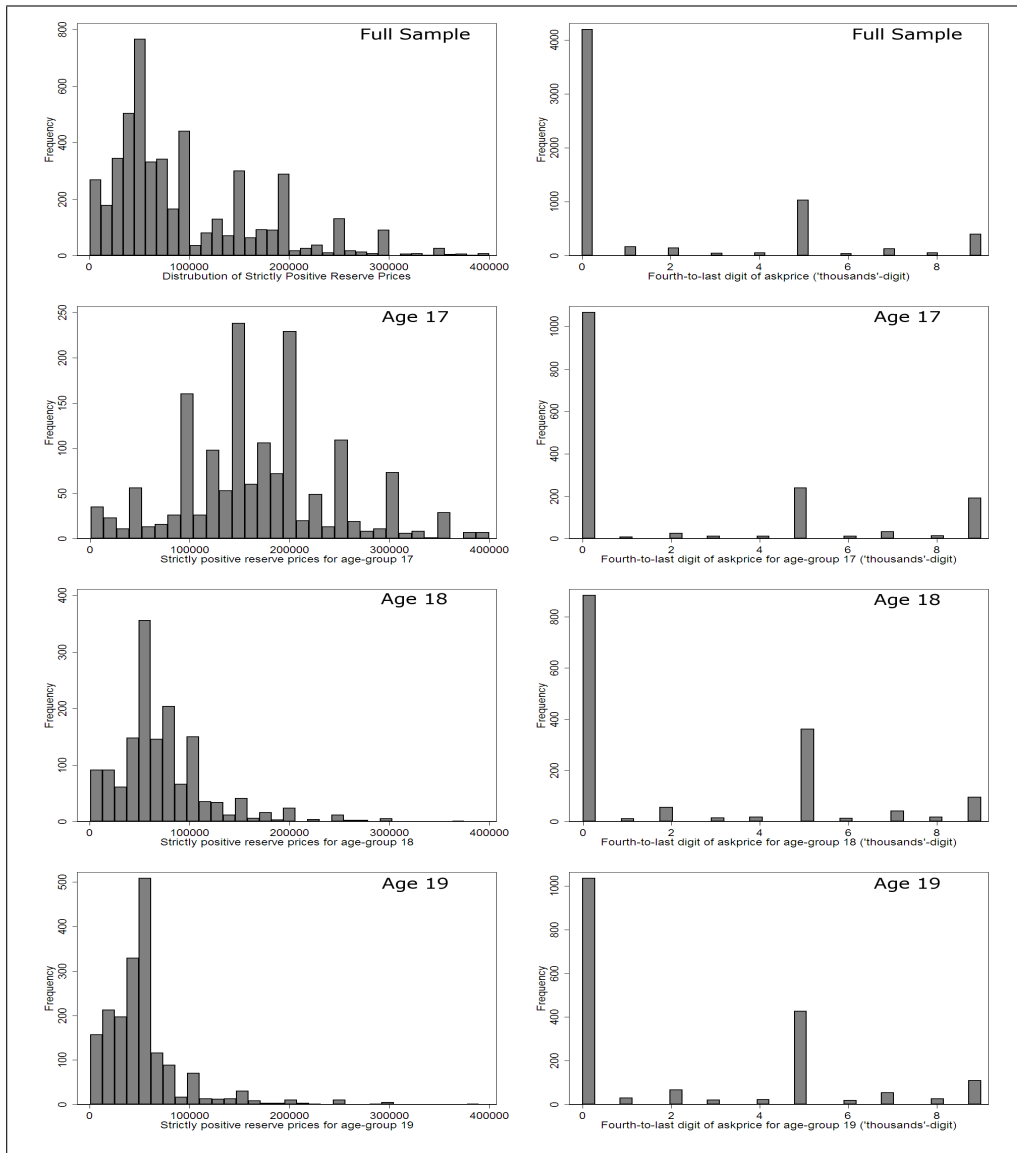 Full Sample
Frequency
0 200 400 600 800
0 100000 200000 300000 400000
Distrubution of Strictly Positive Reserve Prices
Full Sample
Frequency
0 1000 2000 3000 4000
0 2 4 6 8
Fourth-to-last digit of askprice ('thousands'-digit)
Age 17
Frequency
0 50 100 150 200 250
0 100000 200000 300000 400000
Strictly positive reserve prices for age-group 17
Age 17
Frequency
0 200 400 600 800 1000
0 2 4 6 8
Fourth-to-last digit of askprice for age-group 17 ('thousands'-digit)
Age 18
Frequency
0 100 200 300 400
0 100000 200000 300000 400000
Strictly positive reserve prices for age-group 18
Age 18
Frequency
0 200 400 600 800
0 2 4 6 8
Fourth-to-last digit of askprice for age-group 18 ('thousands'-digit)
Age 19
Frequency
0 100 200 300 400 500
0 100000 200000 300000 400000
Strictly positive reserve prices for age-group 19
Age 19
Frequency
0 200 400 600 800 1000
0 2 4 6 8
Fourth-to-last digit of askprice for age-group 19 ('thousands'-digit)